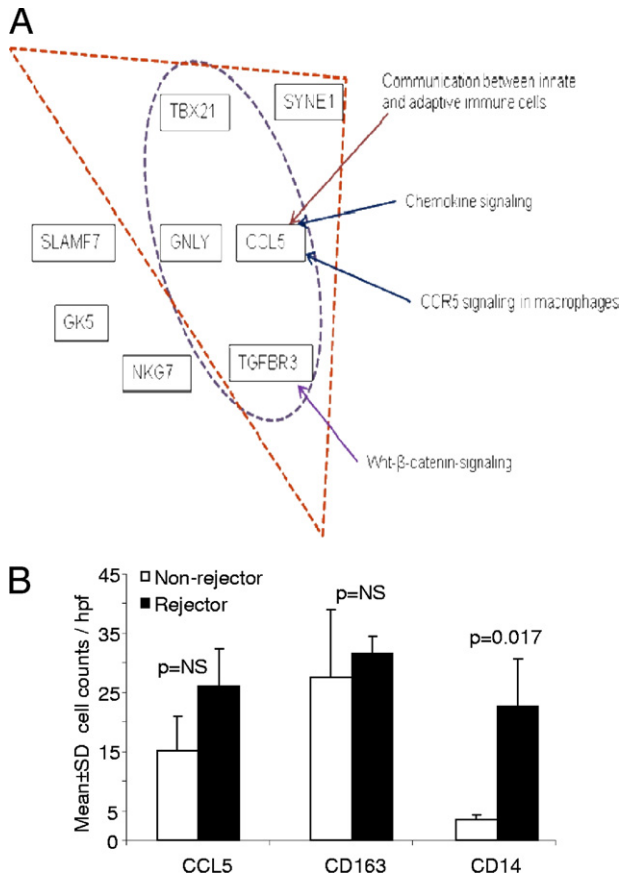 A
Communication between innate
and adaptive immune cells
TBX21
SYNE1
Chemokine signaling
SLAMF7
GNLY
CCL5
CCR5 signaling in macrophages
GK5
NKG7
TGFBR3
Wnt-β-catenin-signaling
B
Mean±SD cell counts / hpf
45
35
25
15
5
0
Non-rejector
Rejector
p=NS
p=NS
p=0.017
CCL5
CD163
CD14